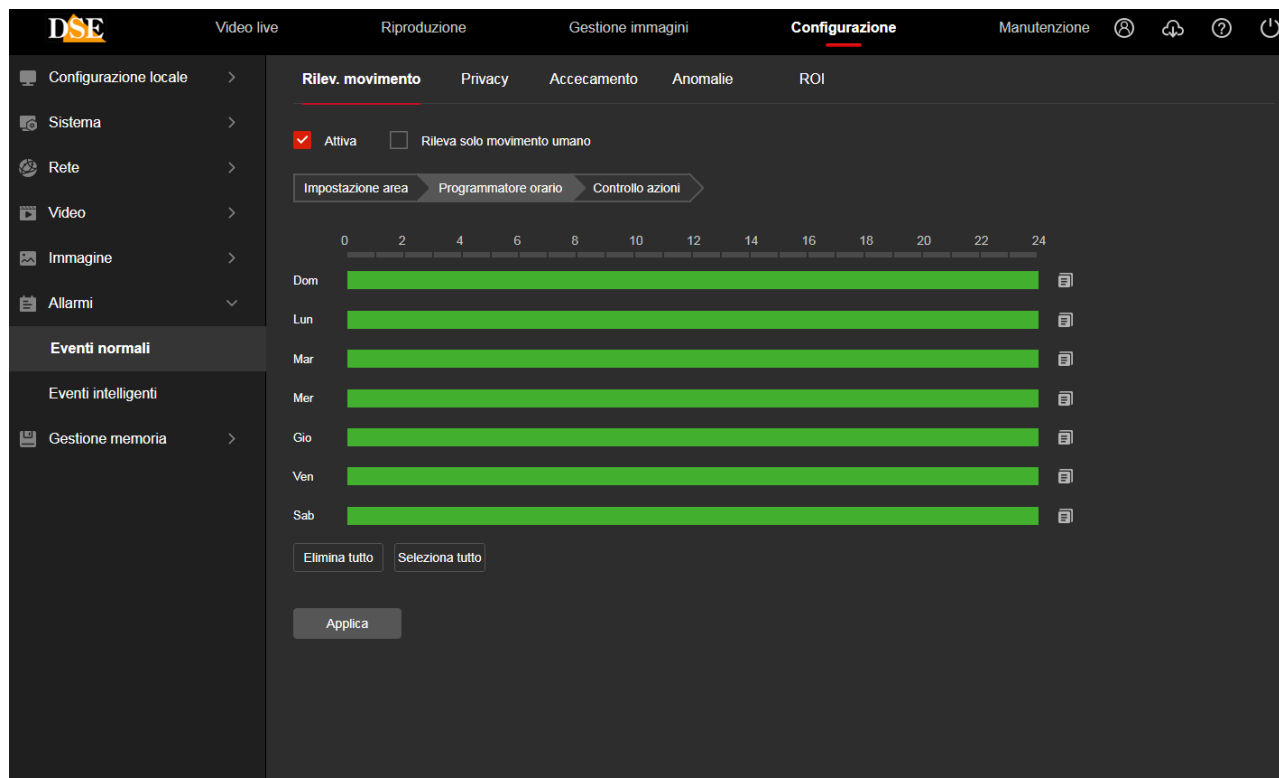 DSE Video live Riproduzione Gestione immagini Configurazione Manutenzione
Configurazione locale
Sistema
Rete
Video
Immagine
Allarmi
Eventi normali
Eventi intelligenti
Gestione memoria
Rilev. movimento Privacy Accecamento Anomalie ROI
Attiva Rileva solo movimento umano
Impostazione area Programmatore orario Controllo azioni
0 2 4 6 8 10 12 14 16 18 20 22 24
Dom
Lun
Mar
Mer
Gio
Ven
Sab
Elimina tutto Seleziona tutto
Applica